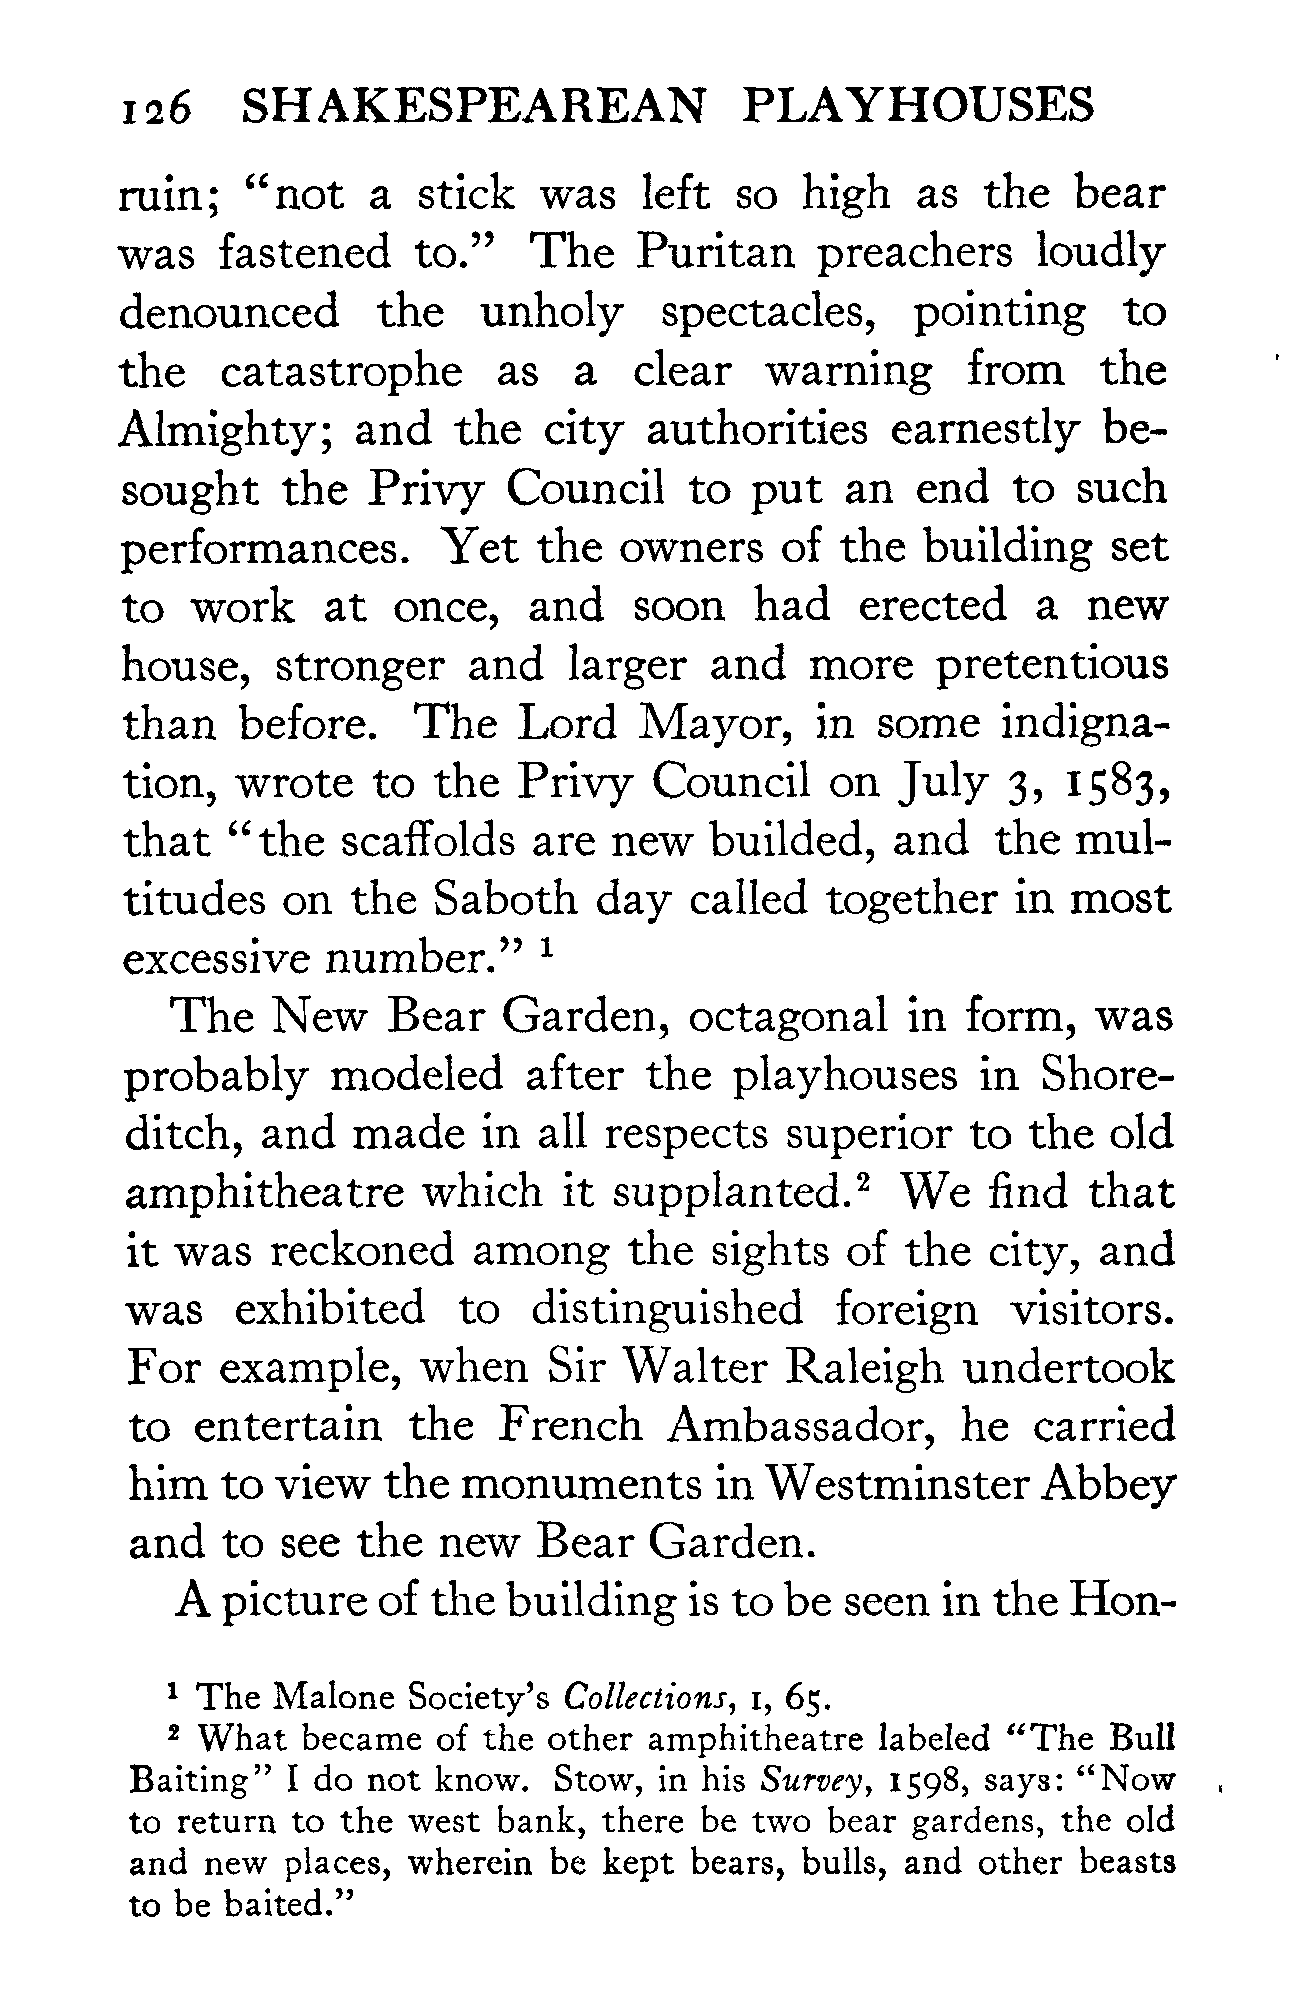 126 SHAKESPEAREAN PLAYHOUSES
ruin; “not a stick was left so high as the bear
was fastened to.” The Puritan preachers loudly
denounced the unholy spectacles, pointing to
the catastrophe as a clear warning from the
Almighty; and the city authorities earnestly be-
sought the Privy Council to put an end to such
performances. Yet the owners of the building set
to work at once, and soon had erected a new
house, stronger and larger and more pretentious
than before. The Lord Mayor, in some indigna-
tion, wrote to the Privy Council on July 3, 1583,
that “the scaffolds are new builded, and the mul-
titudes on the Saboth day called together in most
excessive number.” ¹
The New Bear Garden, octagonal in form, was
probably modeled after the playhouses in Shore-
ditch, and made in all respects superior to the old
amphitheatre which it supplanted.² We find that
it was reckoned among the sights of the city, and
was exhibited to distinguished foreign visitors.
For example, when Sir Walter Raleigh undertook
to entertain the French Ambassador, he carried
him to view the monuments in Westminster Abbey
and to see the new Bear Garden.
A picture of the building is to be seen in the Hon-
¹ The Malone Society’s Collections, I, 65.
² What became of the other amphitheatre labeled “The Bull
Baiting” I do not know. Stow, in his Survey, 1598, says: “Now
to return to the west bank, there be two bear gardens, the old
and new places, wherein be kept bears, bulls, and other beasts
to be baited.”